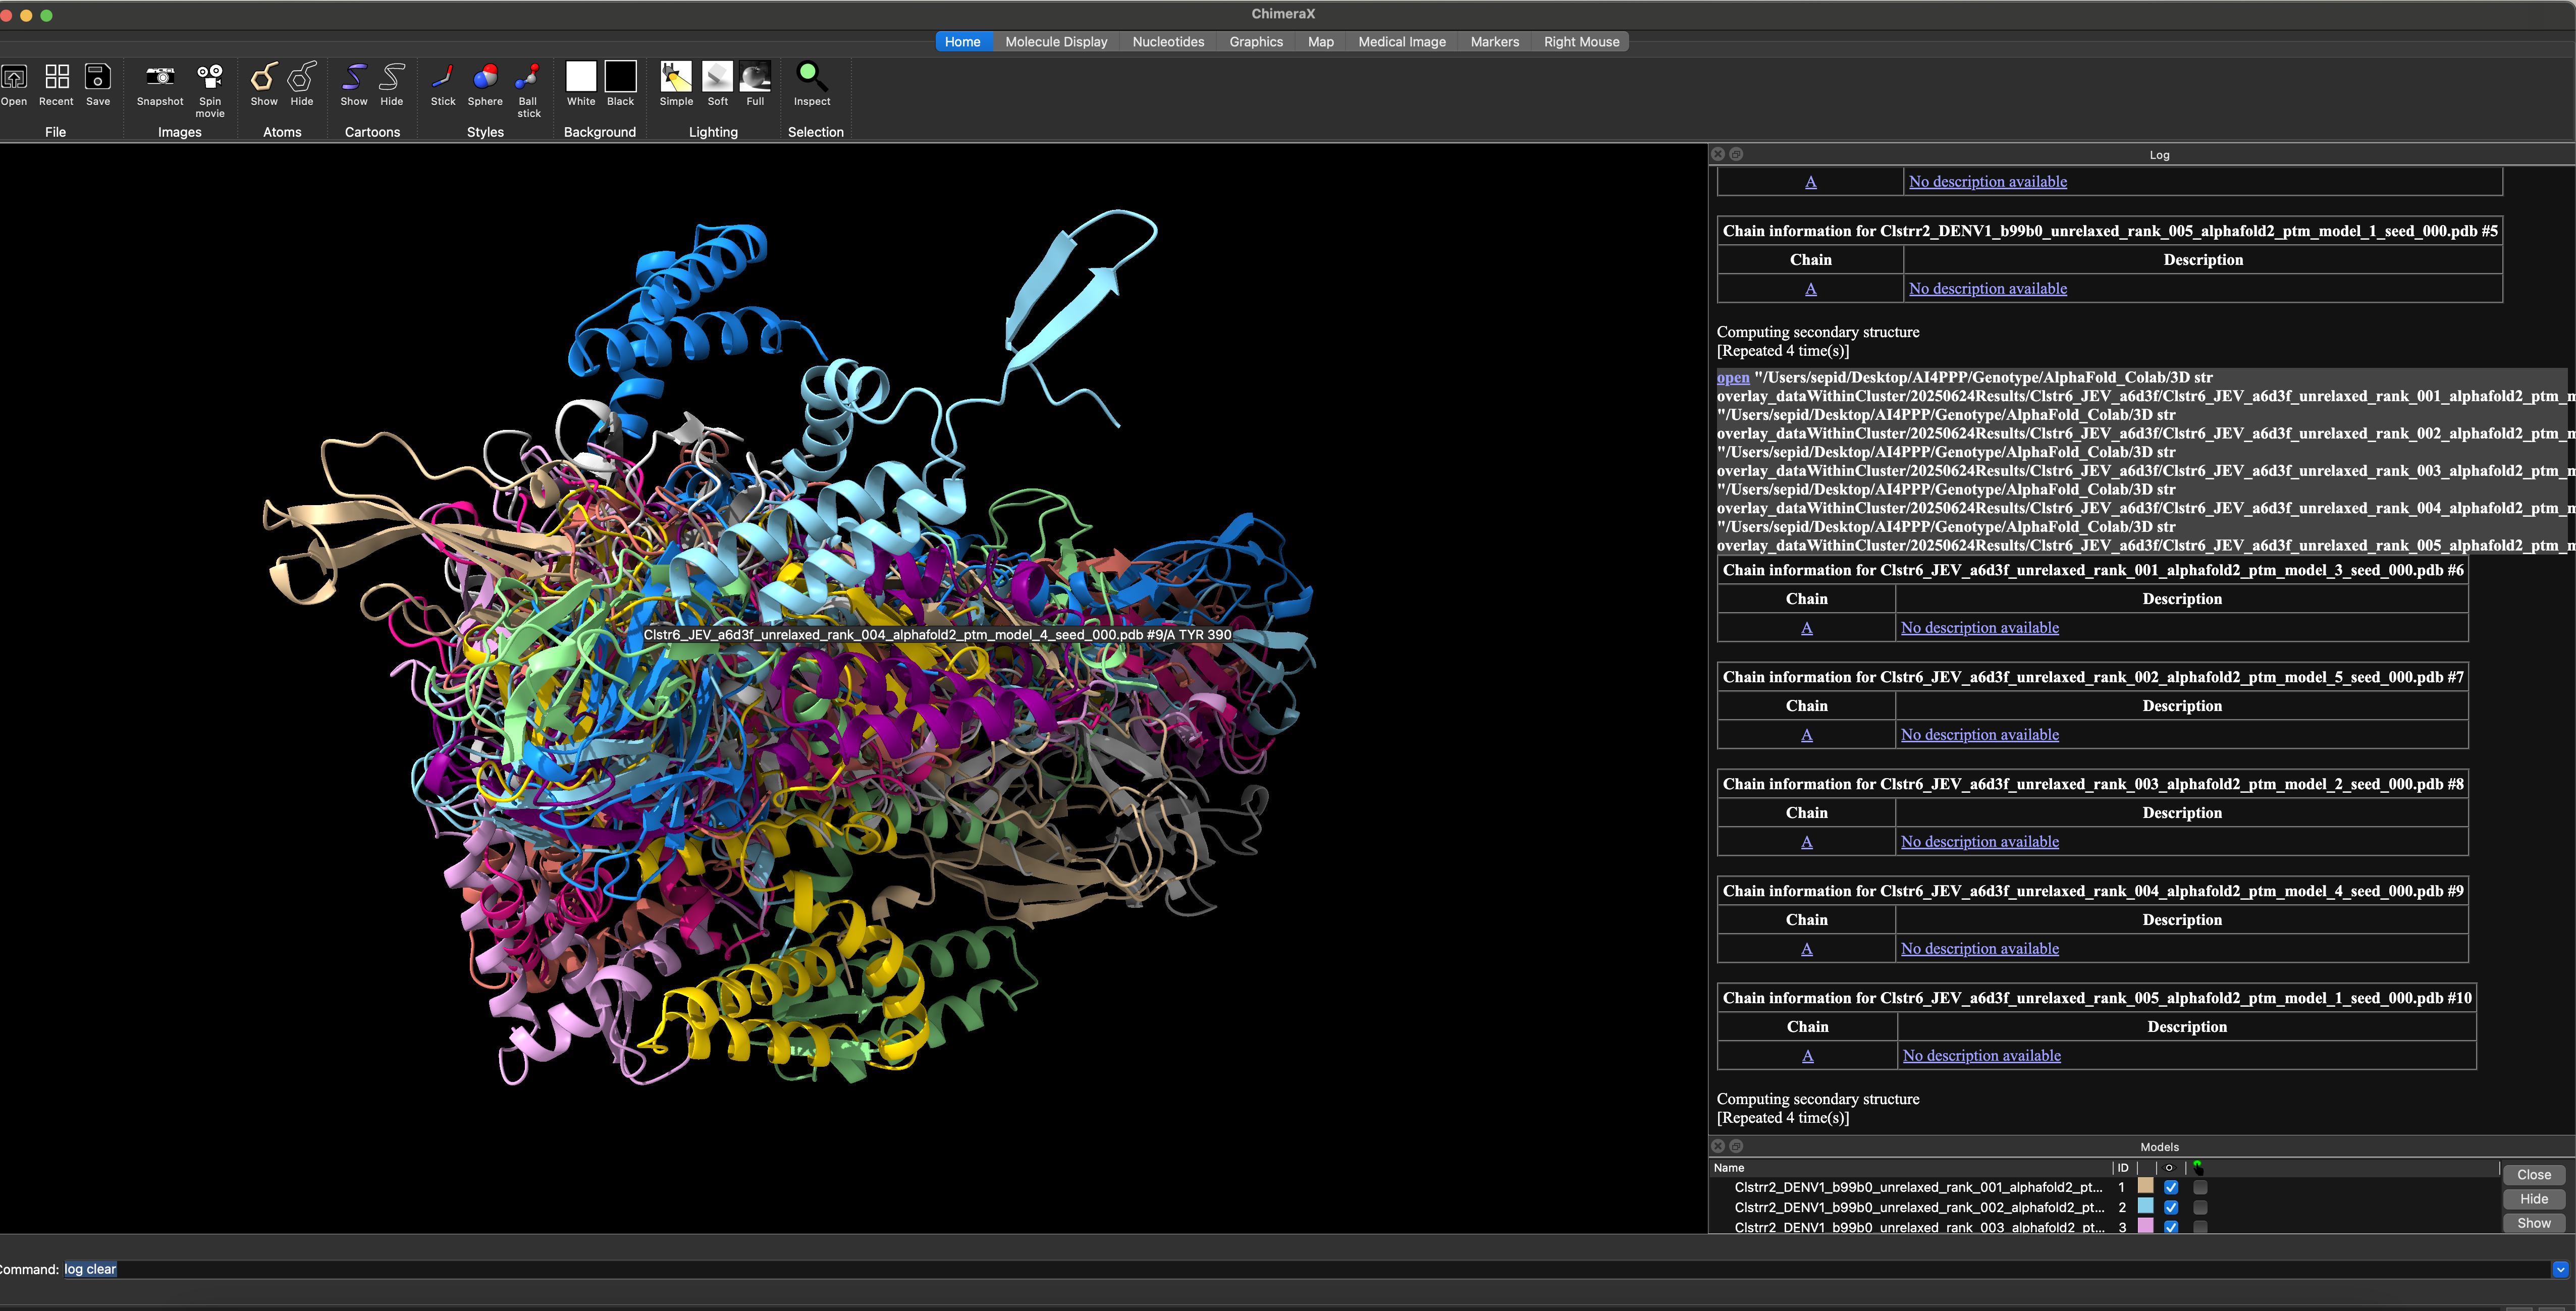 ChimeraX
Home Molecule Display Nucleotides Graphics Map Medical Image Markers Right Mouse
Open Recent Save Snapshot Spin movie Show Hide Show Hide Stick Sphere Ball stick White Black Simple Soft Full Inspect
File Images Atoms Cartoons Styles Background Lighting Selection
Log
A No description available
Chain information for Clstrr2_DENV1_b99b0_unrelaxed_rank_005_alphafold2_ptm_model_1_seed_000.pdb #5
Chain Description
A No description available
Computing secondary structure
[Repeated 4 time(s)]
open "/Users/sepid/Desktop/AI4PPP/Genotype/AlphaFold_Colab/3D str
overlay_dataWithinCluster/20250624Results/Clstr6_JEV_a6d3f/Clstr6_JEV_a6d3f_unrelaxed_rank_001_alphafold2_ptm_m
"/Users/sepid/Desktop/AI4PPP/Genotype/AlphaFold_Colab/3D str
overlay_dataWithinCluster/20250624Results/Clstr6_JEV_a6d3f/Clstr6_JEV_a6d3f_unrelaxed_rank_002_alphafold2_ptm_m
"/Users/sepid/Desktop/AI4PPP/Genotype/AlphaFold_Colab/3D str
overlay_dataWithinCluster/20250624Results/Clstr6_JEV_a6d3f/Clstr6_JEV_a6d3f_unrelaxed_rank_003_alphafold2_ptm_m
"/Users/sepid/Desktop/AI4PPP/Genotype/AlphaFold_Colab/3D str
overlay_dataWithinCluster/20250624Results/Clstr6_JEV_a6d3f/Clstr6_JEV_a6d3f_unrelaxed_rank_004_alphafold2_ptm_m
"/Users/sepid/Desktop/AI4PPP/Genotype/AlphaFold_Colab/3D str
overlay_dataWithinCluster/20250624Results/Clstr6_JEV_a6d3f/Clstr6_JEV_a6d3f_unrelaxed_rank_005_alphafold2_ptm_m
Chain information for Clstr6_JEV_a6d3f_unrelaxed_rank_001_alphafold2_ptm_model_3_seed_000.pdb #6
Chain Description
A No description available
Clstr6_JEV_a6d3f_unrelaxed_rank_004_alphafold2_ptm_model_4_seed_000.pdb #9/A TYR 390
Chain information for Clstr6_JEV_a6d3f_unrelaxed_rank_002_alphafold2_ptm_model_5_seed_000.pdb #7
Chain Description
A No description available
Chain information for Clstr6_JEV_a6d3f_unrelaxed_rank_003_alphafold2_ptm_model_2_seed_000.pdb #8
Chain Description
A No description available
Chain information for Clstr6_JEV_a6d3f_unrelaxed_rank_004_alphafold2_ptm_model_4_seed_000.pdb #9
Chain Description
A No description available
Chain information for Clstr6_JEV_a6d3f_unrelaxed_rank_005_alphafold2_ptm_model_1_seed_000.pdb #10
Chain Description
A No description available
Computing secondary structure
[Repeated 4 time(s)]
Models
Name ID
Clstrr2_DENV1_b99b0_unrelaxed_rank_001_alphafold2_pt... 1
Clstrr2_DENV1_b99b0_unrelaxed_rank_002_alphafold2_pt... 2
Clstrr2_DENV1_b99b0_unrelaxed_rank_003_alphafold2_pt... 3
Close
Hide
Show
Command: log clear